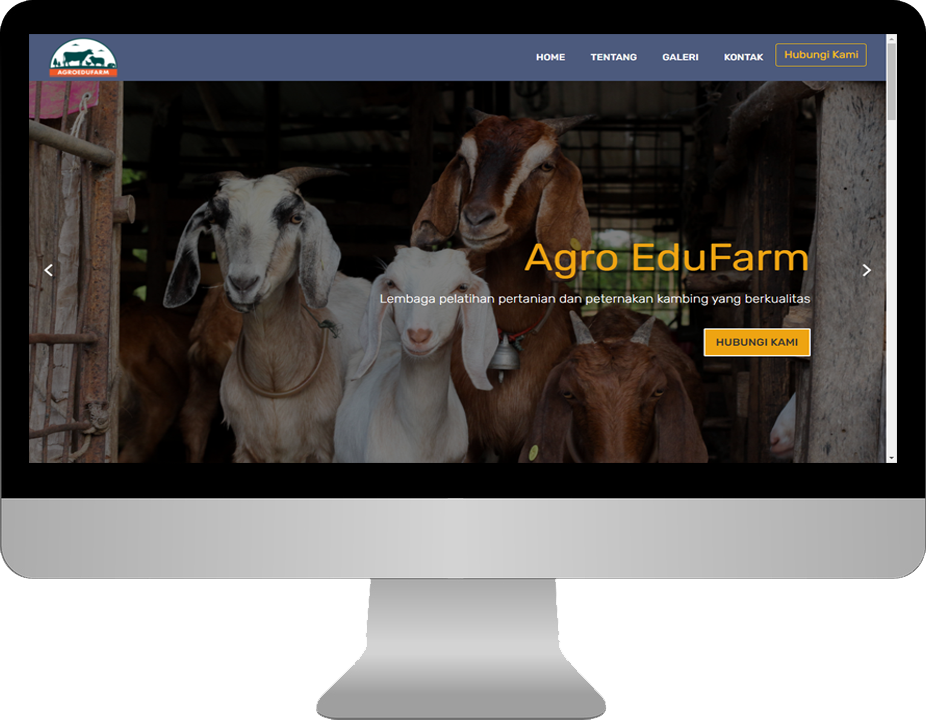 AGROEDUFARM
HOME TENTANG GALERI KONTAK Hubungi Kami
Agro EduFarm
Lembaga pelatihan pertanian dan peternakan kambing yang berkualitas
HUBUNGI KAMI